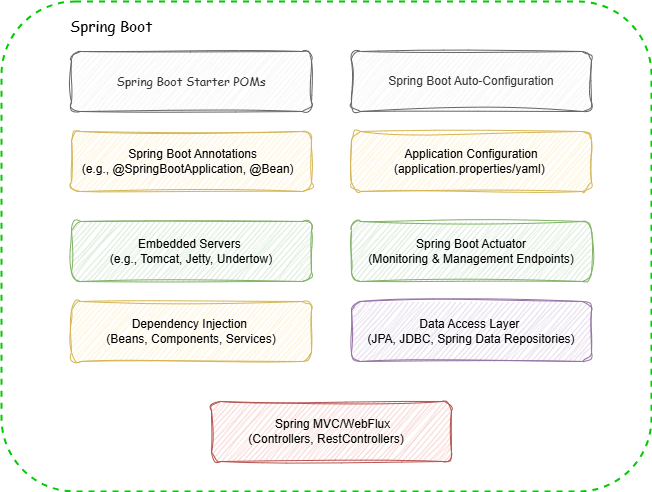 Spring Boot
Spring Boot Starter POMs
Spring Boot Auto-Configuration
Spring Boot Annotations
(e.g., @SpringBootApplication, @Bean)
Application Configuration
(application.properties/yaml)
Embedded Servers
(e.g., Tomcat, Jetty, Undertow)
Spring Boot Actuator
(Monitoring & Management Endpoints)
Dependency Injection
(Beans, Components, Services)
Data Access Layer
(JPA, JDBC, Spring Data Repositories)
Spring MVC/WebFlux
(Controllers, RestControllers)